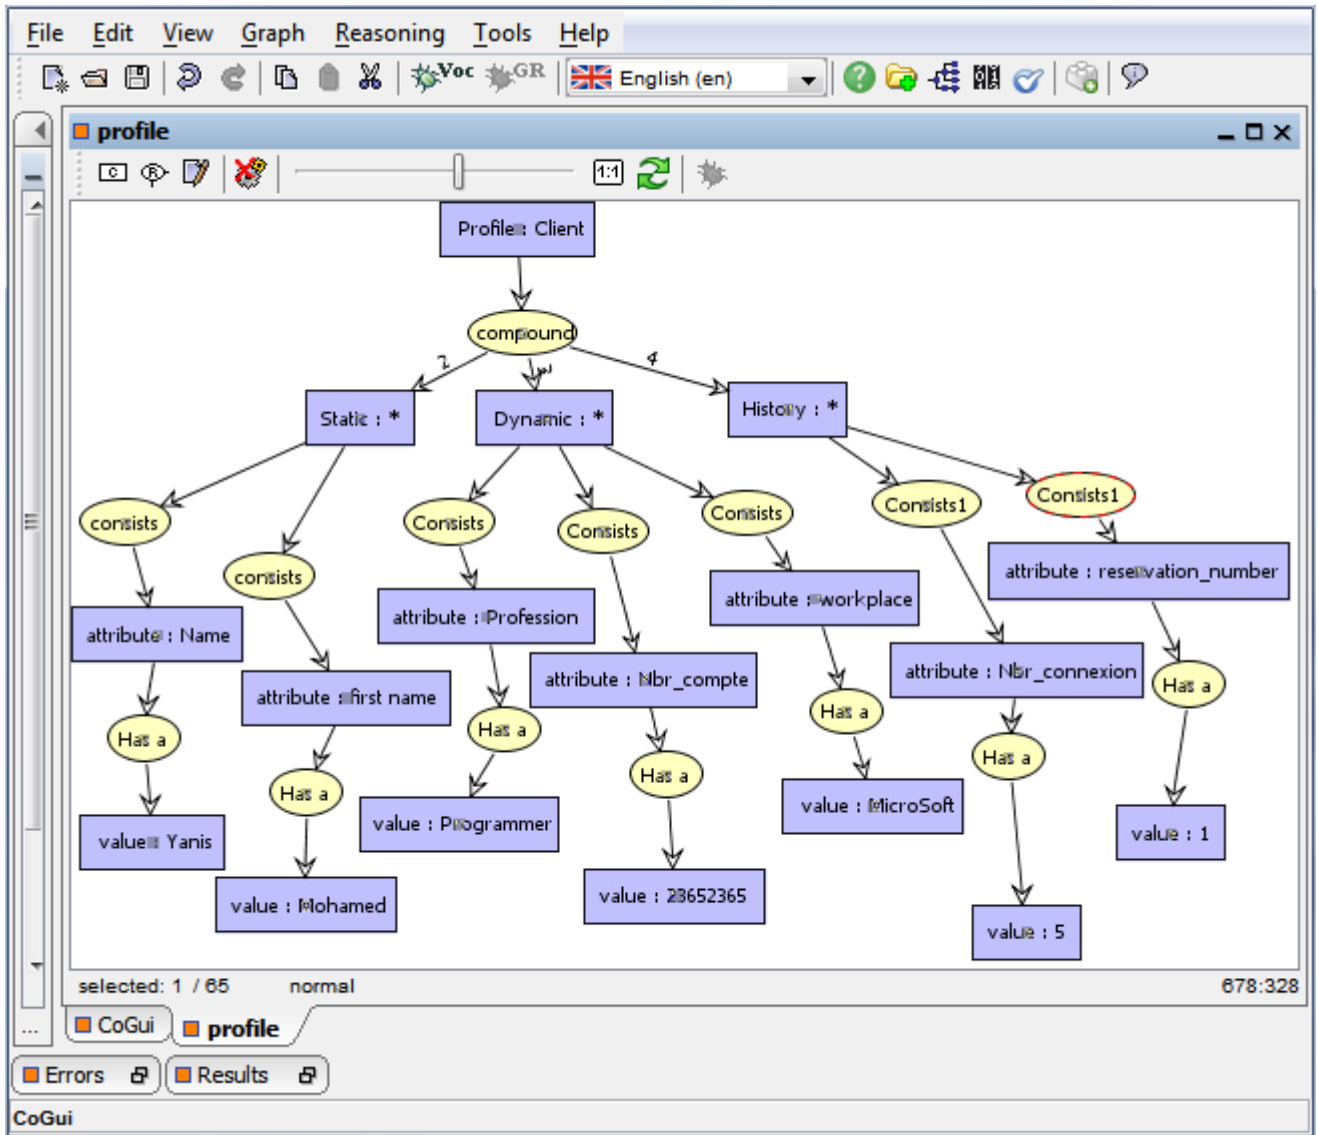 File Edit View Graph Reasoning Tools Help
Voc GR English (en)
profile
C R 1:1
Profile : Client
compound
2 3 4
Static : * Dynamic : * History : *
consists consists Consists Consists Consists Consists1 Consists1
attribute : Name attribute : first name attribute : Profession attribute : Nbr_compte attribute : workplace attribute : Nbr_connexion attribute : reservation_number
Has a Has a Has a Has a Has a Has a Has a
value : Yanis value : Mohamed value : Programmer value : 23652365 value : MicroSoft value : 5 value : 1
selected: 1 / 65 normal 678:328
... CoGui profile
Errors Results
CoGui